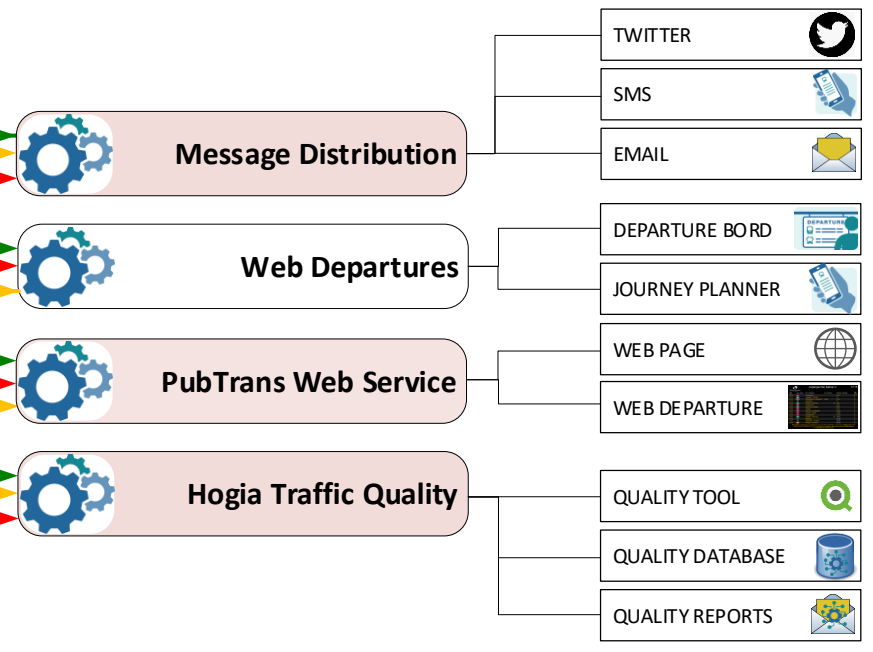 TWITTER
SMS
Message Distribution
EMAIL
DEPARTURE BORD
Web Departures
JOURNEY PLANNER
WEB PAGE
PubTrans Web Service
WEB DEPARTURE
Hogia Traffic Quality
QUALITY TOOL
QUALITY DATABASE
QUALITY REPORTS
DEPARTURE